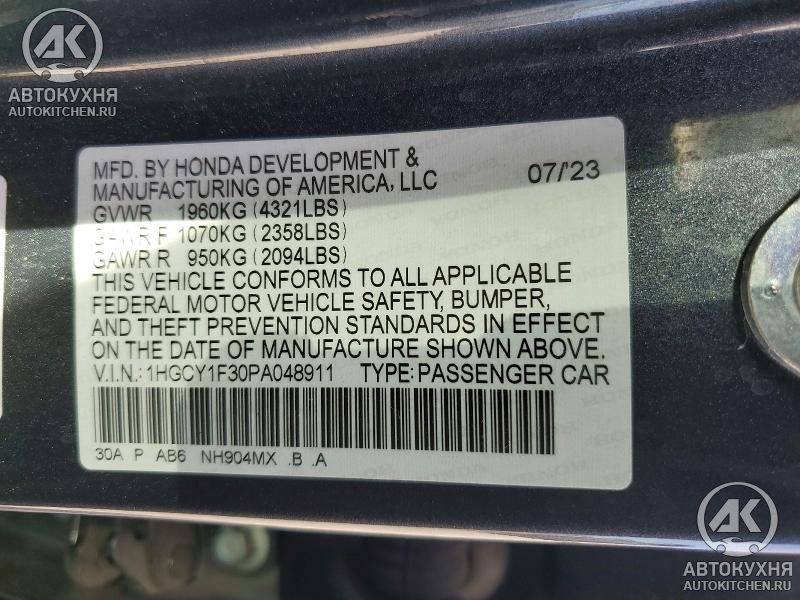 АК
АВТОКУХНЯ
AUTOKITCHEN.RU
MFD. BY HONDA DEVELOPMENT &
MANUFACTURING OF AMERICA, LLC 07/'23
GVWR 1960KG (4321LBS)
GAWR F 1070KG (2358LBS)
GAWR R 950KG (2094LBS)
THIS VEHICLE CONFORMS TO ALL APPLICABLE
FEDERAL MOTOR VEHICLE SAFETY, BUMPER,
AND THEFT PREVENTION STANDARDS IN EFFECT
ON THE DATE OF MANUFACTURE SHOWN ABOVE.
V.I.N.: 1HGCY1F30PA048911 TYPE: PASSENGER CAR
30A P AB6 NH904MX .B .A
АК
АВТОКУХНЯ
AUTOKITCHEN.RU